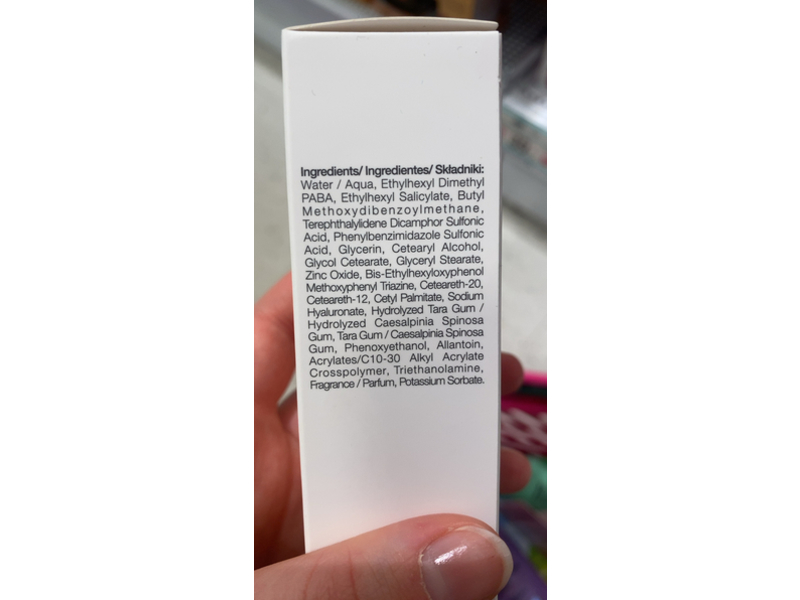 Ingredients/ Ingredientes/ Składniki:
Water / Aqua, Ethylhexyl Dimethyl
PABA, Ethylhexyl Salicylate, Butyl
Methoxydibenzoylmethane,
Terephthalylidene Dicamphor Sulfonic
Acid, Phenylbenzimidazole Sulfonic
Acid, Glycerin, Cetearyl Alcohol,
Glycol Cetearate, Glyceryl Stearate,
Zinc Oxide, Bis-Ethylhexyloxyphenol
Methoxyphenyl Triazine, Ceteareth-20,
Ceteareth-12, Cetyl Palmitate, Sodium
Hyaluronate, Hydrolyzed Tara Gum /
Hydrolyzed Caesalpinia Spinosa
Gum, Tara Gum / Caesalpinia Spinosa
Gum, Phenoxyethanol, Allantoin,
Acrylates/C10-30 Alkyl Acrylate
Crosspolymer, Triethanolamine,
Fragrance / Parfum, Potassium Sorbate.